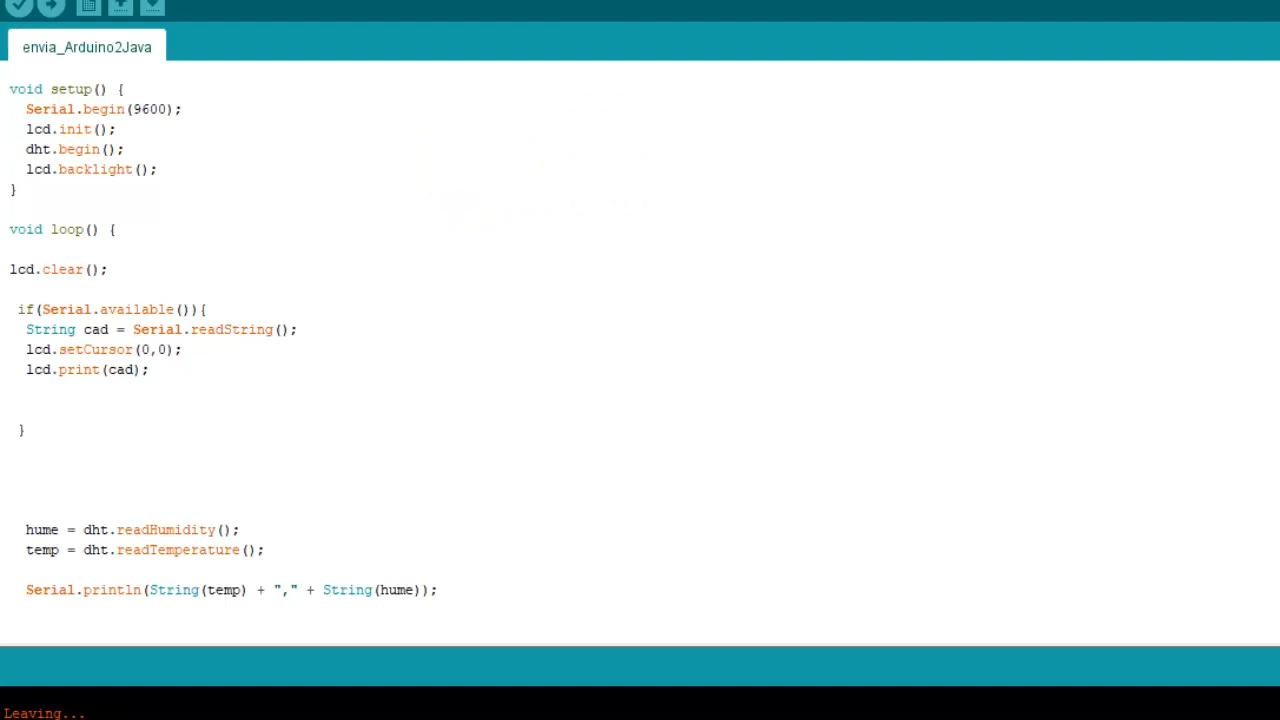 envia_Arduino2Java
void setup() {
  Serial.begin(9600);
  lcd.init();
  dht.begin();
  lcd.backlight();
}
void loop() {
lcd.clear();
 if(Serial.available()){
  String cad = Serial.readString();
  lcd.setCursor(0,0);
  lcd.print(cad);
 }
  hume = dht.readHumidity();
  temp = dht.readTemperature();
  Serial.println(String(temp) + "," + String(hume));
Leaving...